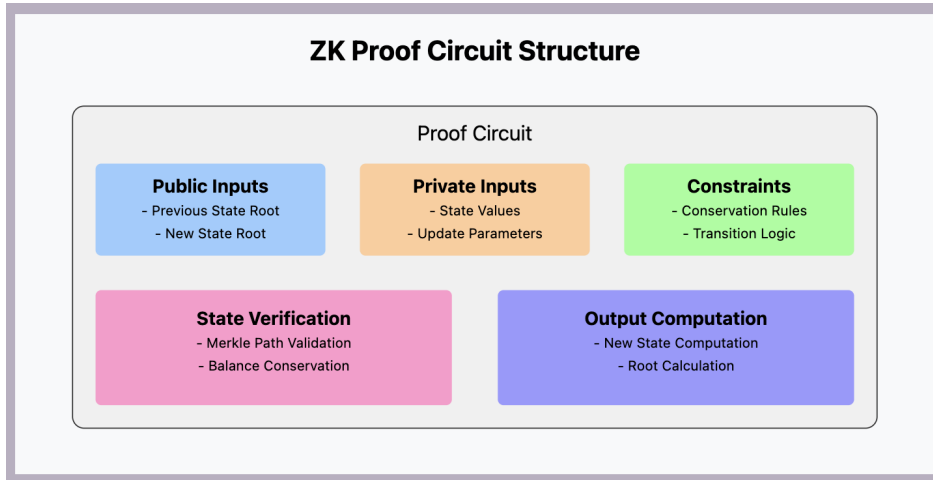 ZK Proof Circuit Structure
Proof Circuit
Public Inputs
- Previous State Root
- New State Root
Private Inputs
- State Values
- Update Parameters
Constraints
- Conservation Rules
- Transition Logic
State Verification
- Merkle Path Validation
- Balance Conservation
Output Computation
- New State Computation
- Root Calculation